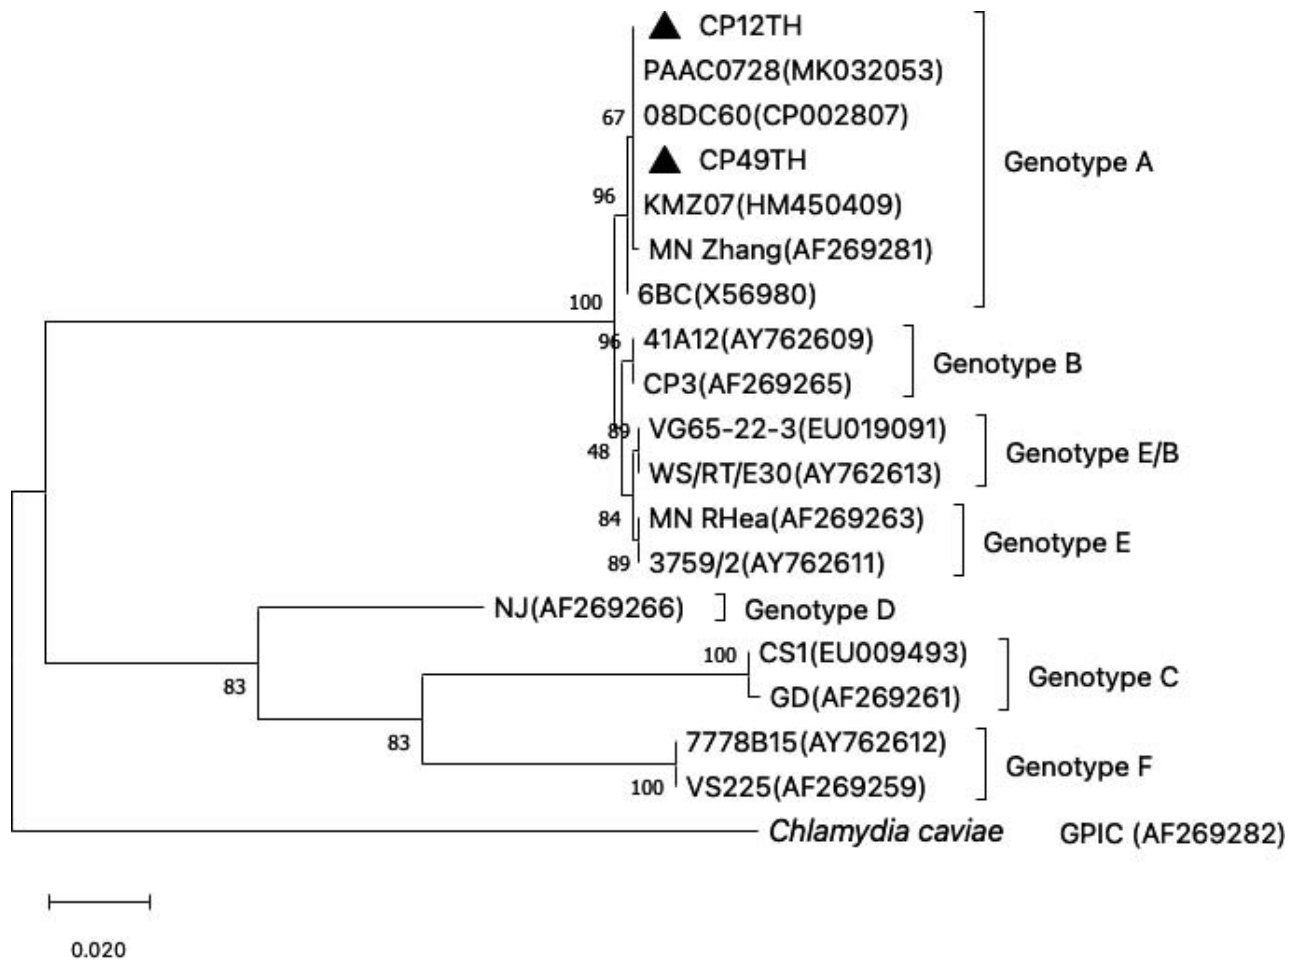 CP12TH
PAAC0728(MK032053)
67
08DC60(CP002807)
CP49TH
Genotype A
96
KMZ07(HM450409)
MN Zhang(AF269281)
6BC(X56980)
100
96
41A12(AY762609)
Genotype B
CP3(AF269265)
89
VG65-22-3(EU019091)
48
Genotype E/B
WS/RT/E30(AY762613)
84
MN RHea(AF269263)
Genotype E
89
3759/2(AY762611)
NJ(AF269266)
Genotype D
100
CS1(EU009493)
83
Genotype C
GD(AF269261)
83
7778B15(AY762612)
Genotype F
100
VS225(AF269259)
Chlamydia caviae GPIC (AF269282)
0.020